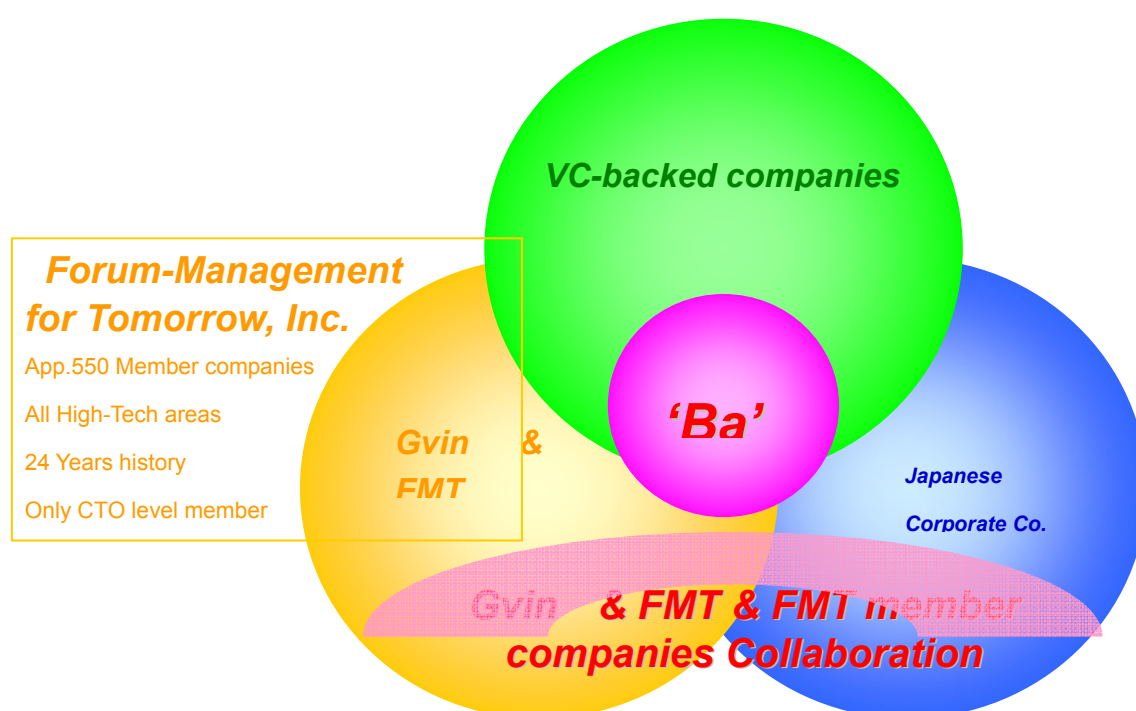 VC-backed companies
Forum-Management
for Tomorrow, Inc.
App.550 Member companies
All High-Tech areas
24 Years history
Only CTO level member
Gvin &
FMT
‘Ba’
Japanese
Corporate Co.
Gvin & FMT & FMT member
companies Collaboration